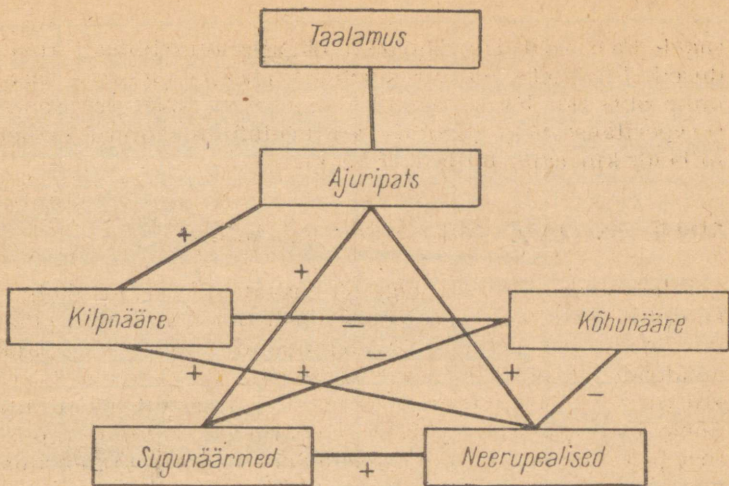 Taalamus
Ajuripats
+
+
Kilpnääre
Kõhunääre
−
−
+
+
+
−
Sugunäärmed
Neerupealised
+